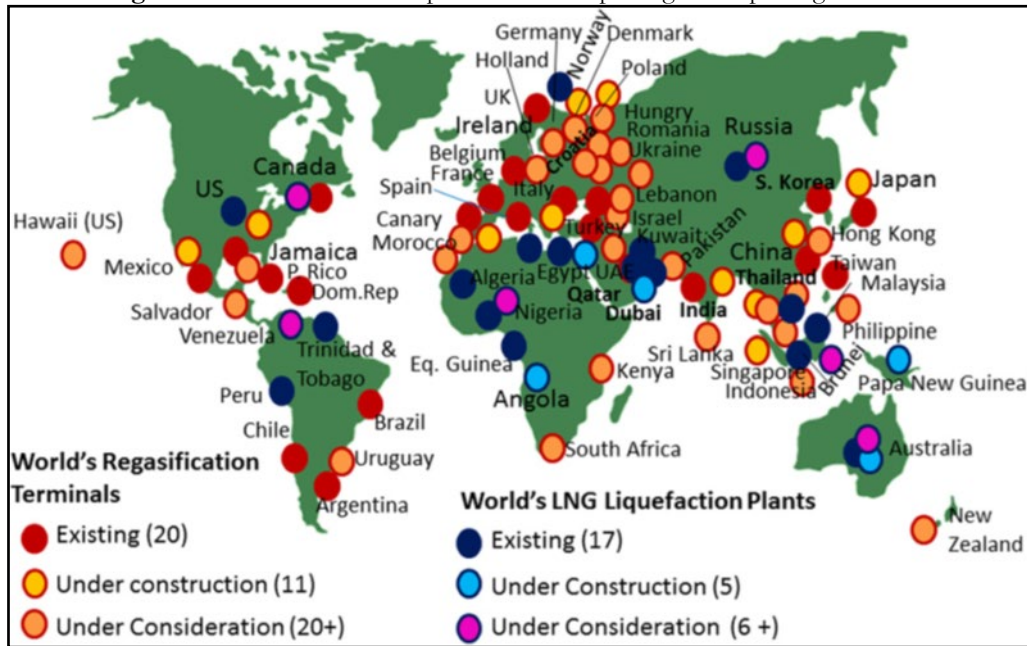 Germany
Norway
Denmark
Holland
Poland
UK
Hungry
Ireland
Croatia
Romania
Russia
Belgium
Ukraine
Canada
France
S. Korea
Japan
US
Spain
Italy
Lebanon
Hawaii (US)
Canary
Turkey
Israel
Pakistan
Hong Kong
Morocco
Kuwait
China
Jamaica
Mexico
P. Rico
Algeria
Egypt
UAE
Thailand
Taiwan
Dom.Rep
Qatar
Malaysia
Salvador
Nigeria
Dubai
India
Venezuela
Philippine
Trinidad &
Tobago
Eq. Guinea
Sri Lanka
Singapore
Brunei
Peru
Kenya
Indonesia
Papa New Guinea
Angola
Chile
Brazil
Uruguay
South Africa
Australia
Argentina
New
Zealand
World's Regasification
Terminals
Existing (20)
Under construction (11)
Under Consideration (20+)
World's LNG Liquefaction Plants
Existing (17)
Under Construction (5)
Under Consideration (6 +)